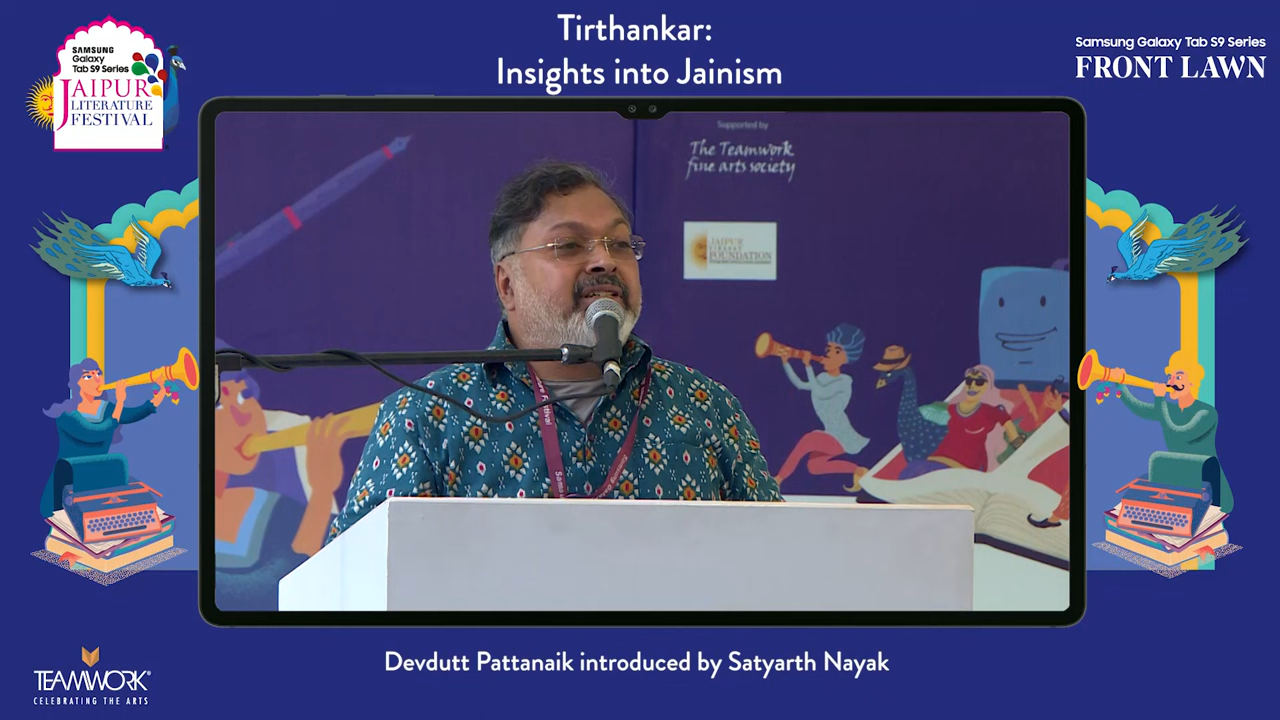 Tirthankar:
Insights into Jainism
SAMSUNG
Galaxy
Tab S9 Series
JAIPUR
LITERATURE
FESTIVAL
Samsung Galaxy Tab S9 Series
FRONT LAWN
Supported by
The Teamwork
fine arts society
JAIPUR
VIRASAT
FOUNDATION
Festival
Devdutt Pattanaik introduced by Satyarth Nayak
TEAMWORK®
CELEBRATING THE ARTS